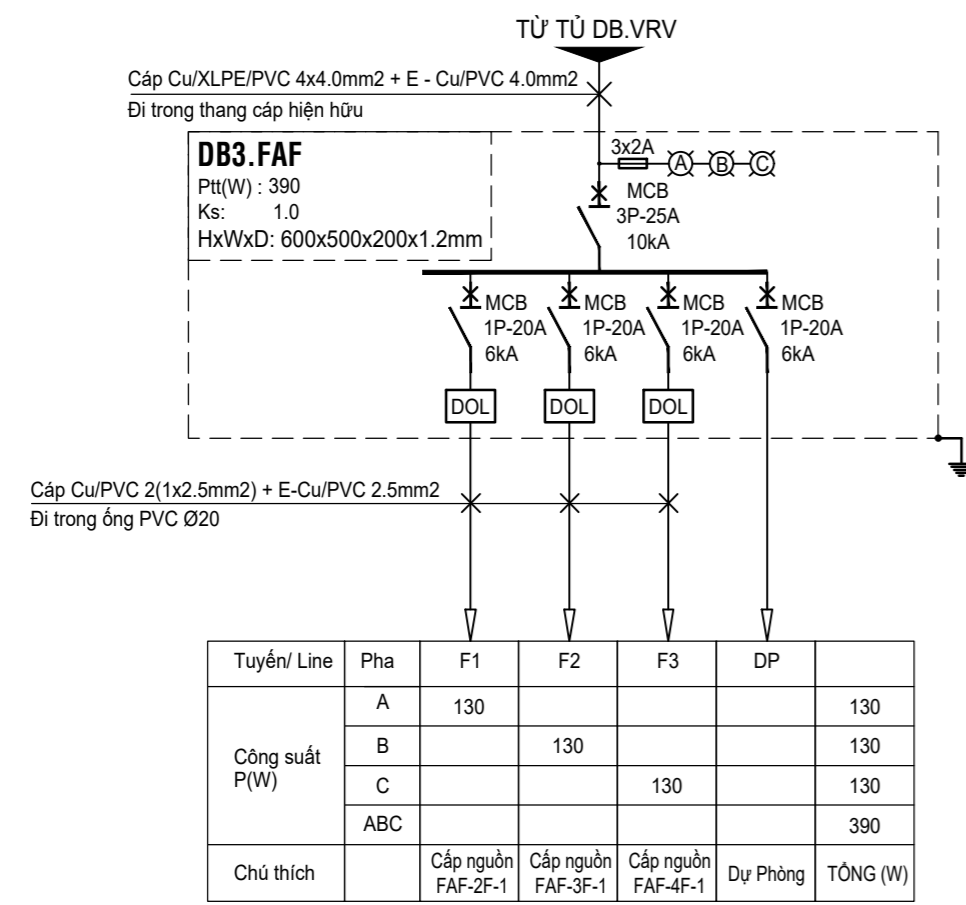 TỪ TỦ DB.VRV
Cáp Cu/XLPE/PVC 4x4.0mm2 + E - Cu/PVC 4.0mm2
Đi trong thang cáp hiện hữu
DB3.FAF
Ptt(W) : 390
Ks: 1.0
HxWxD: 600x500x200x1.2mm
3x2A
A B C
MCB
3P-25A
10kA
MCB MCB MCB MCB
1P-20A 1P-20A 1P-20A 1P-20A
6kA 6kA 6kA 6kA
DOL DOL DOL
Cáp Cu/PVC 2(1x2.5mm2) + E-Cu/PVC 2.5mm2
Đi trong ống PVC Ø20
Tuyến/ Line Pha F1 F2 F3 DP
Công suất
P(W)
A 130 130
B 130 130
C 130 130
ABC 390
Chú thích
Cấp nguồn
FAF-2F-1
Cấp nguồn
FAF-3F-1
Cấp nguồn
FAF-4F-1
Dự Phòng
TỔNG (W)